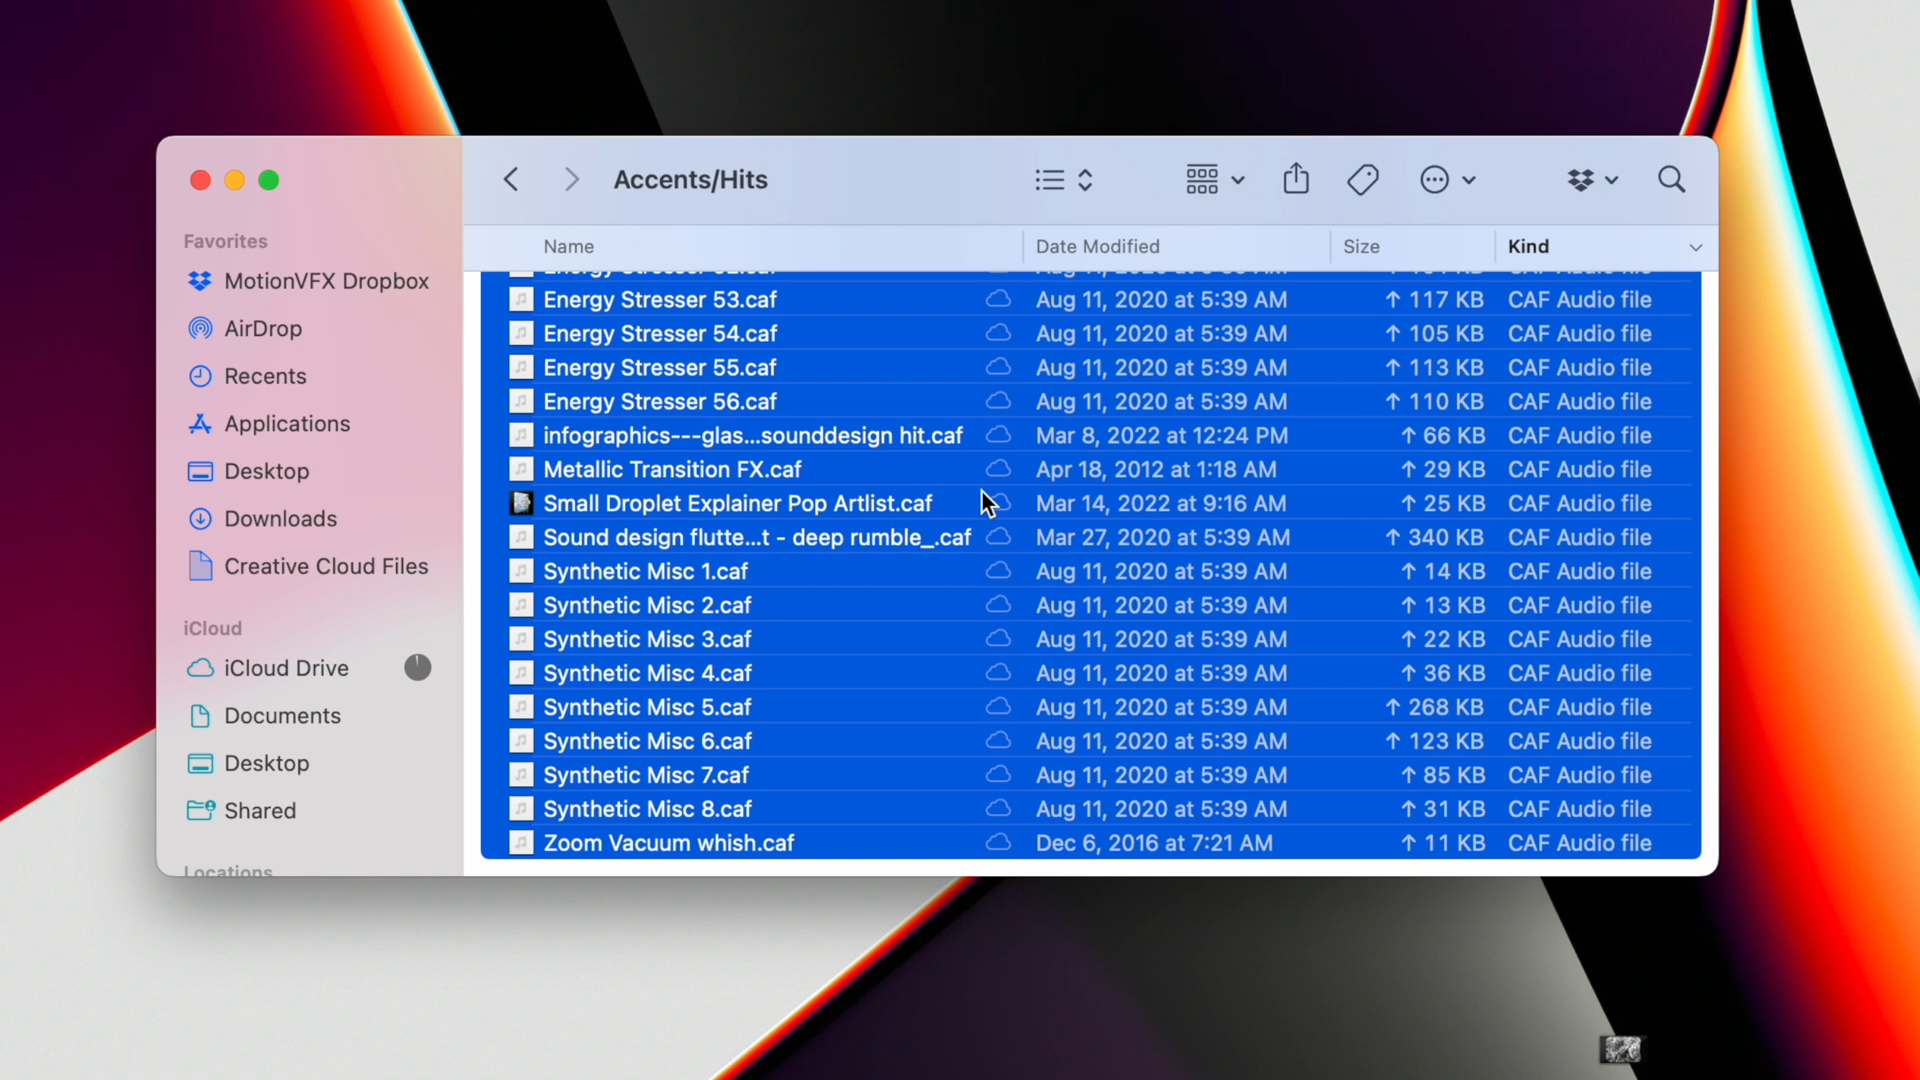 Accents/Hits
Favorites
MotionVFX Dropbox
AirDrop
Recents
Applications
Desktop
Downloads
Creative Cloud Files
iCloud
iCloud Drive
Documents
Desktop
Shared
Locations
Name Date Modified Size Kind
Energy Stresser 53.caf Aug 11, 2020 at 5:39 AM ↑ 117 KB CAF Audio file
Energy Stresser 54.caf Aug 11, 2020 at 5:39 AM ↑ 105 KB CAF Audio file
Energy Stresser 55.caf Aug 11, 2020 at 5:39 AM ↑ 113 KB CAF Audio file
Energy Stresser 56.caf Aug 11, 2020 at 5:39 AM ↑ 110 KB CAF Audio file
infographics---glas...sounddesign hit.caf Mar 8, 2022 at 12:24 PM ↑ 66 KB CAF Audio file
Metallic Transition FX.caf Apr 18, 2012 at 1:18 AM ↑ 29 KB CAF Audio file
Small Droplet Explainer Pop Artlist.caf Mar 14, 2022 at 9:16 AM ↑ 25 KB CAF Audio file
Sound design flutte...t - deep rumble_.caf Mar 27, 2020 at 5:39 AM ↑ 340 KB CAF Audio file
Synthetic Misc 1.caf Aug 11, 2020 at 5:39 AM ↑ 14 KB CAF Audio file
Synthetic Misc 2.caf Aug 11, 2020 at 5:39 AM ↑ 13 KB CAF Audio file
Synthetic Misc 3.caf Aug 11, 2020 at 5:39 AM ↑ 22 KB CAF Audio file
Synthetic Misc 4.caf Aug 11, 2020 at 5:39 AM ↑ 36 KB CAF Audio file
Synthetic Misc 5.caf Aug 11, 2020 at 5:39 AM ↑ 268 KB CAF Audio file
Synthetic Misc 6.caf Aug 11, 2020 at 5:39 AM ↑ 123 KB CAF Audio file
Synthetic Misc 7.caf Aug 11, 2020 at 5:39 AM ↑ 85 KB CAF Audio file
Synthetic Misc 8.caf Aug 11, 2020 at 5:39 AM ↑ 31 KB CAF Audio file
Zoom Vacuum whish.caf Dec 6, 2016 at 7:21 AM ↑ 11 KB CAF Audio file